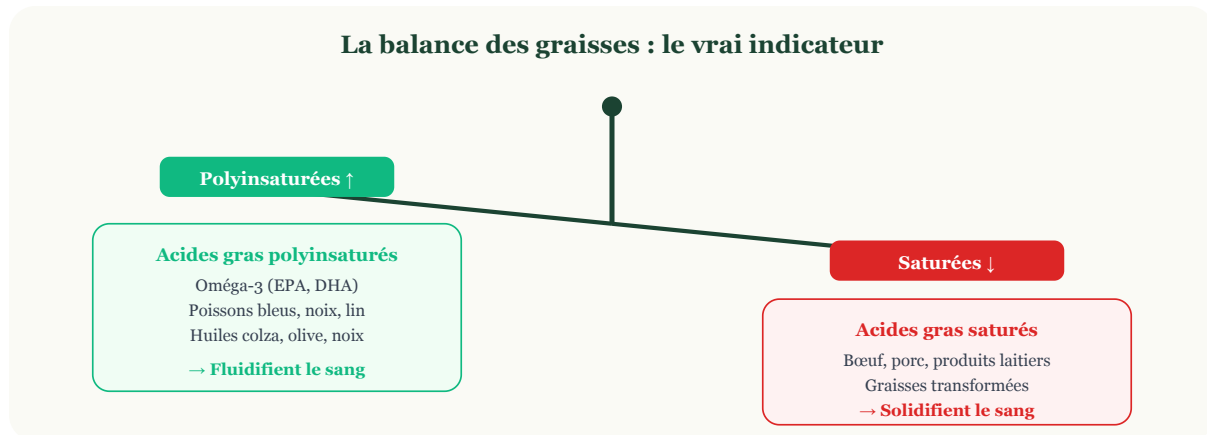 La balance des graisses : le vrai indicateur
Polyinsaturées ↑
Acides gras polyinsaturés
Oméga-3 (EPA, DHA)
Poissons bleus, noix, lin
Huiles colza, olive, noix
→ Fluidifient le sang
Saturées ↓
Acides gras saturés
Bœuf, porc, produits laitiers
Graisses transformées
→ Solidifient le sang